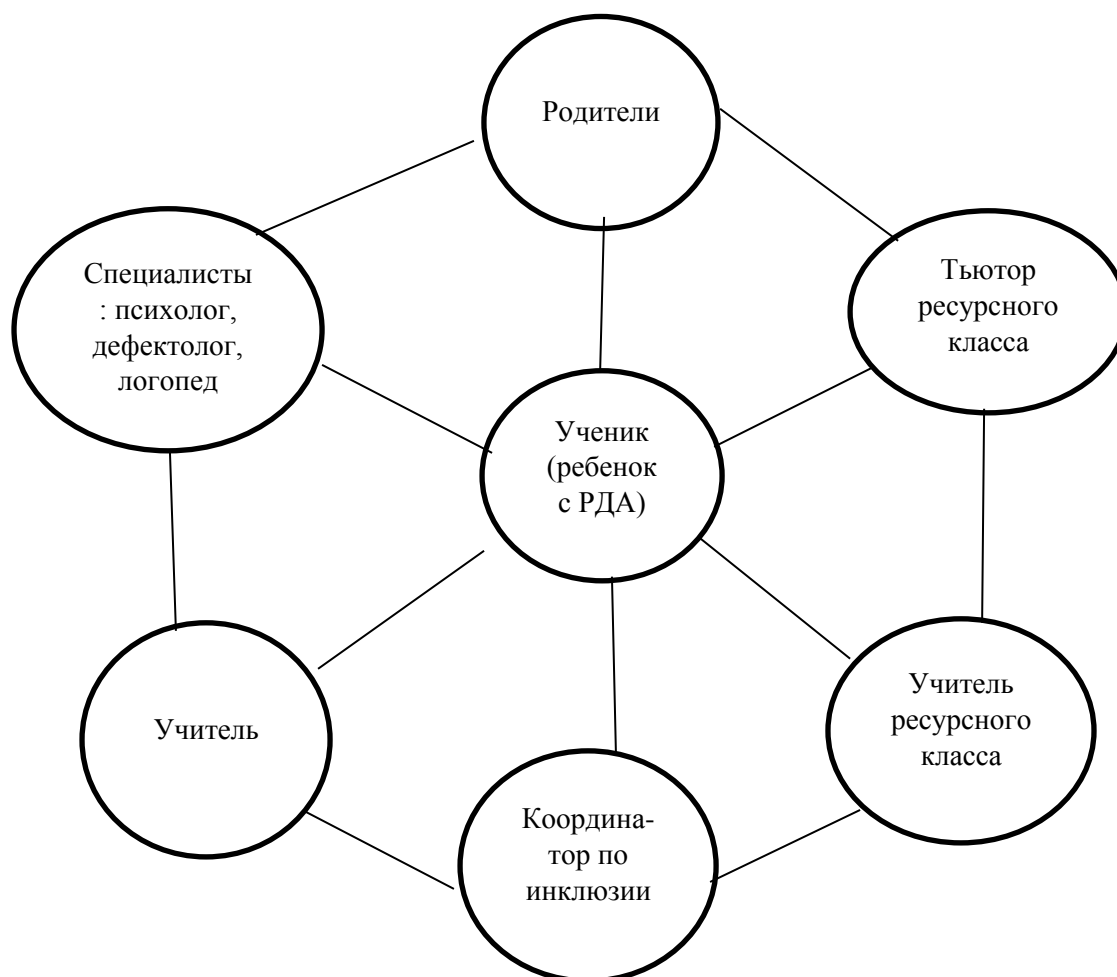 Родители
Специалисты
: психолог,
дефектолог,
логопед
Тьютор
ресурсного
класса
Ученик
(ребенок
с РДА)
Учитель
Учитель
ресурсного
класса
Координа-
тор по
инклюзии